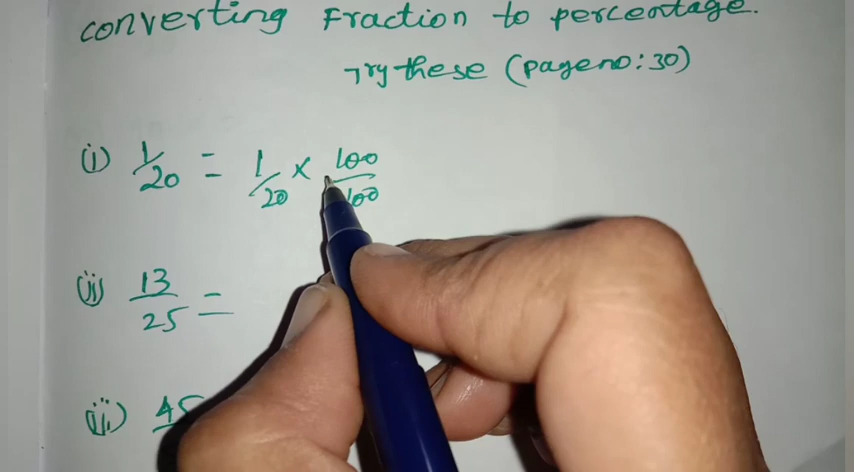 converting Fraction to percentage.
Try these (page no: 30)
(i) 1/20 = 1/20 × 100/100
(ii) 13/25 =
(iii) 45